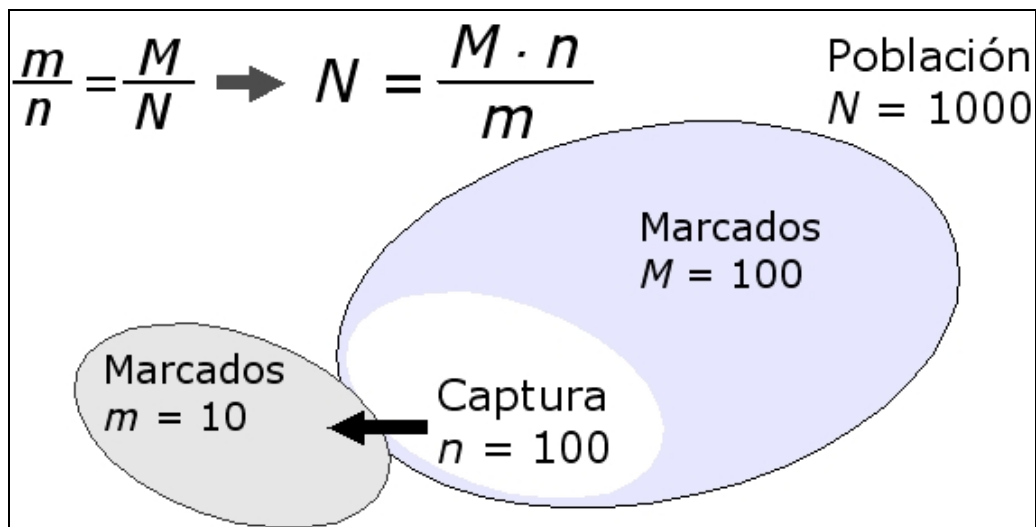 m/n = M/N → N = M · n / m
Población
N = 1000
Marcados
M = 100
Marcados
m = 10
Captura
n = 100